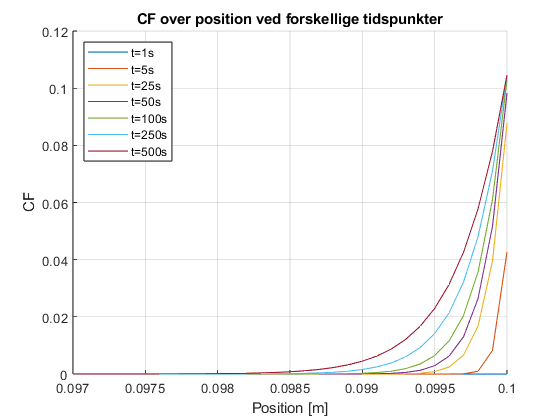 CF over position ved forskellige tidspunkter
0.12
0.1
0.08
0.06
0.04
0.02
0
CF
t=1s
t=5s
t=25s
t=50s
t=100s
t=250s
t=500s
0.097 0.0975 0.098 0.0985 0.099 0.0995 0.1
Position [m]